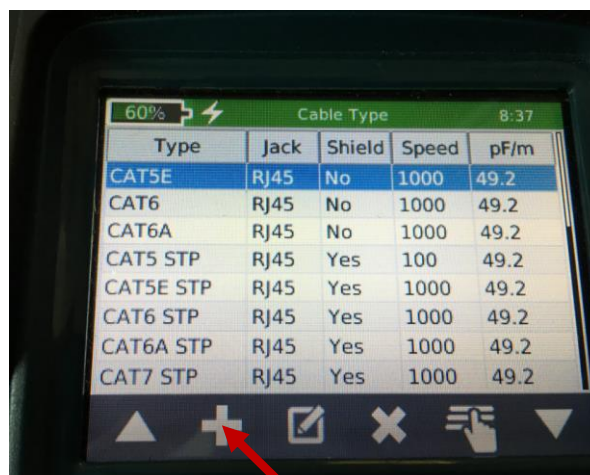 60% Cable Type 8:37
Type Jack Shield Speed pF/m
CAT5E RJ45 No 1000 49.2
CAT6 RJ45 No 1000 49.2
CAT6A RJ45 No 1000 49.2
CAT5 STP RJ45 Yes 100 49.2
CAT5E STP RJ45 Yes 1000 49.2
CAT6 STP RJ45 Yes 1000 49.2
CAT6A STP RJ45 Yes 1000 49.2
CAT7 STP RJ45 Yes 1000 49.2